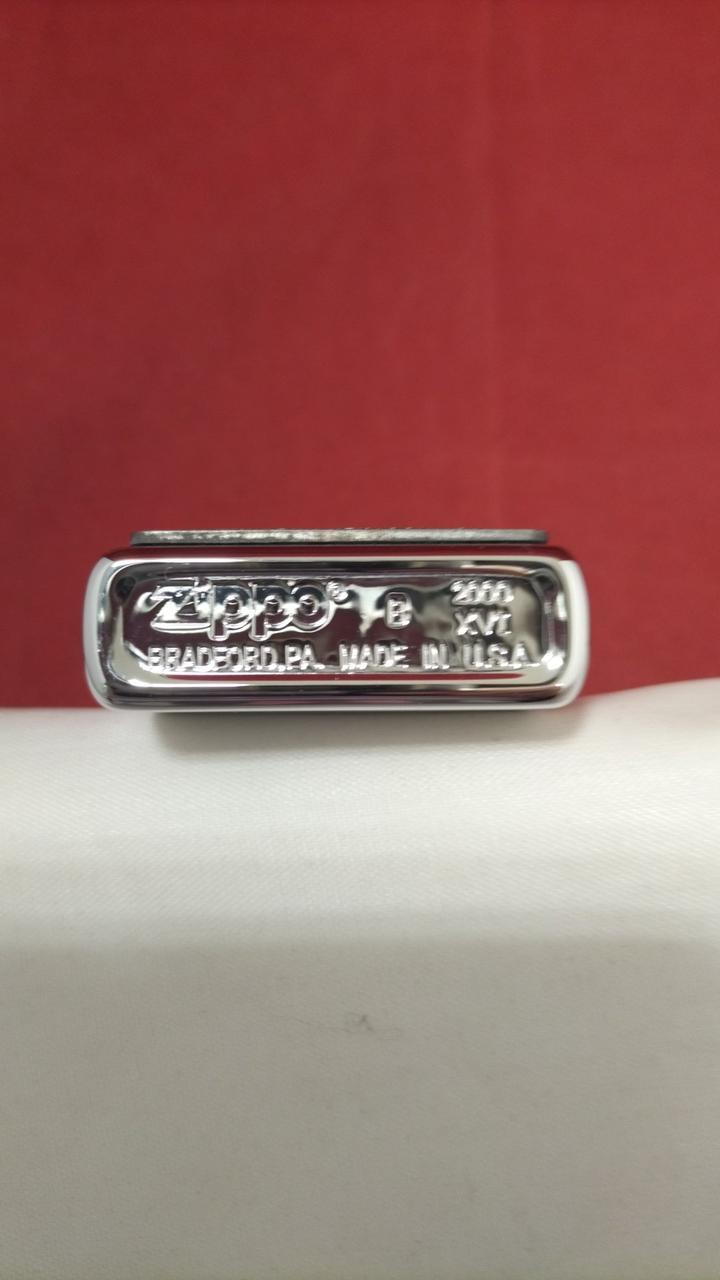 Zippo® B 2000
XVI
BRADFORD,PA. MADE IN U.S.A.